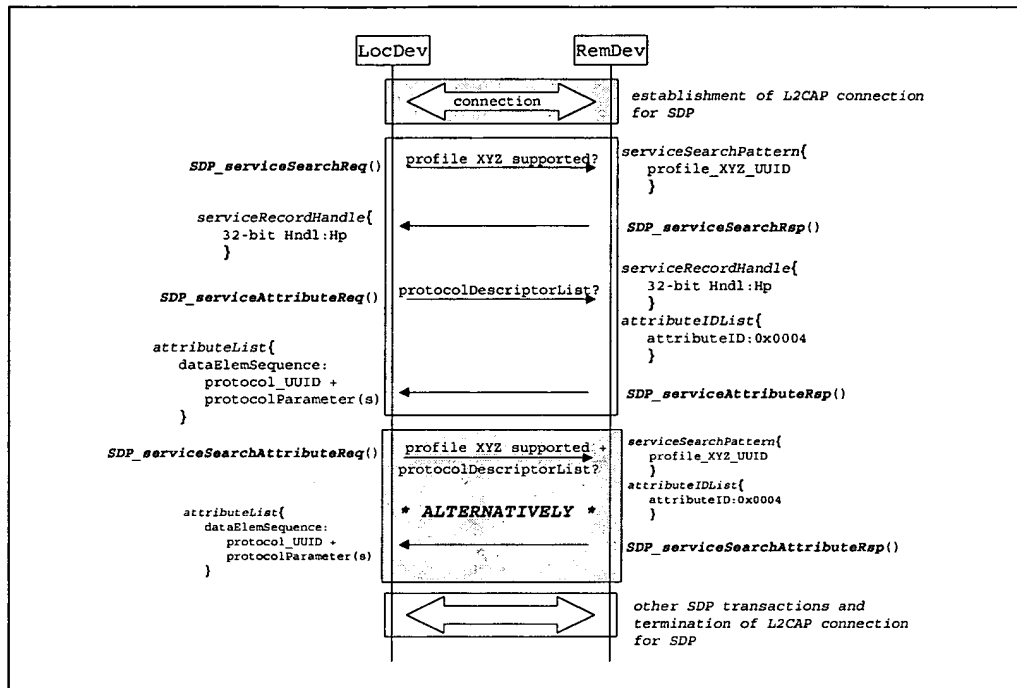 LocDev
RemDev
connection
establishment of L2CAP connection
for SDP
SDP_serviceSearchReq()
profile XYZ supported?
serviceSearchPattern{
profile_XYZ_UUID
}
serviceRecordHandle{
32-bit Hndl:Hp
}
SDP_serviceSearchRsp()
SDP_serviceAttributeReq()
protocolDescriptorList?
serviceRecordHandle{
32-bit Hndl:Hp
}
attributeIDList{
attributeID:0x0004
}
attributeList{
dataElemSequence:
protocol_UUID +
protocolParameter(s)
}
SDP_serviceAttributeRsp()
SDP_serviceSearchAttributeReq()
profile XYZ supported +
protocolDescriptorList?
serviceSearchPattern{
profile_XYZ_UUID
}
attributeIDList{
attributeID:0x0004
}
* ALTERNATIVELY *
attributeList{
dataElemSequence:
protocol_UUID +
protocolParameter(s)
}
SDP_serviceSearchAttributeRsp()
other SDP transactions and
termination of L2CAP connection
for SDP